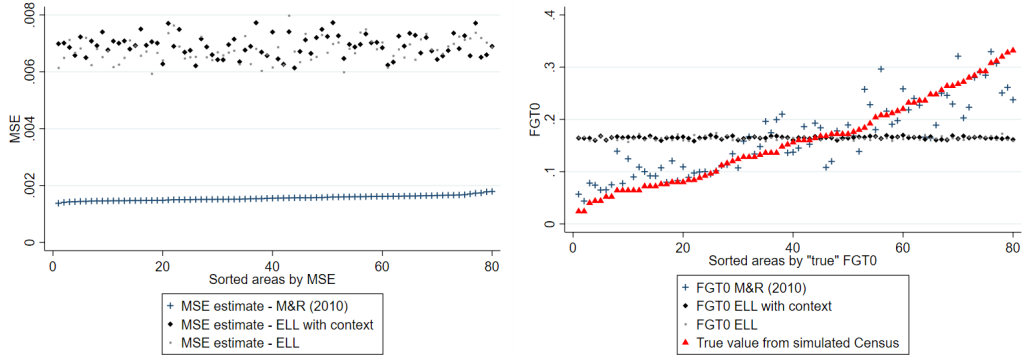 .008
.006
.004
.002
0
MSE
0
20
40
60
80
Sorted areas by MSE
MSE estimate - M&R (2010)
MSE estimate - ELL with context
MSE estimate - ELL
.4
.3
.2
.1
0
FGT0
0
20
40
60
80
Sorted areas by "true" FGT0
FGT0 M&R (2010)
FGT0 ELL with context
FGT0 ELL
True value from simulated Census